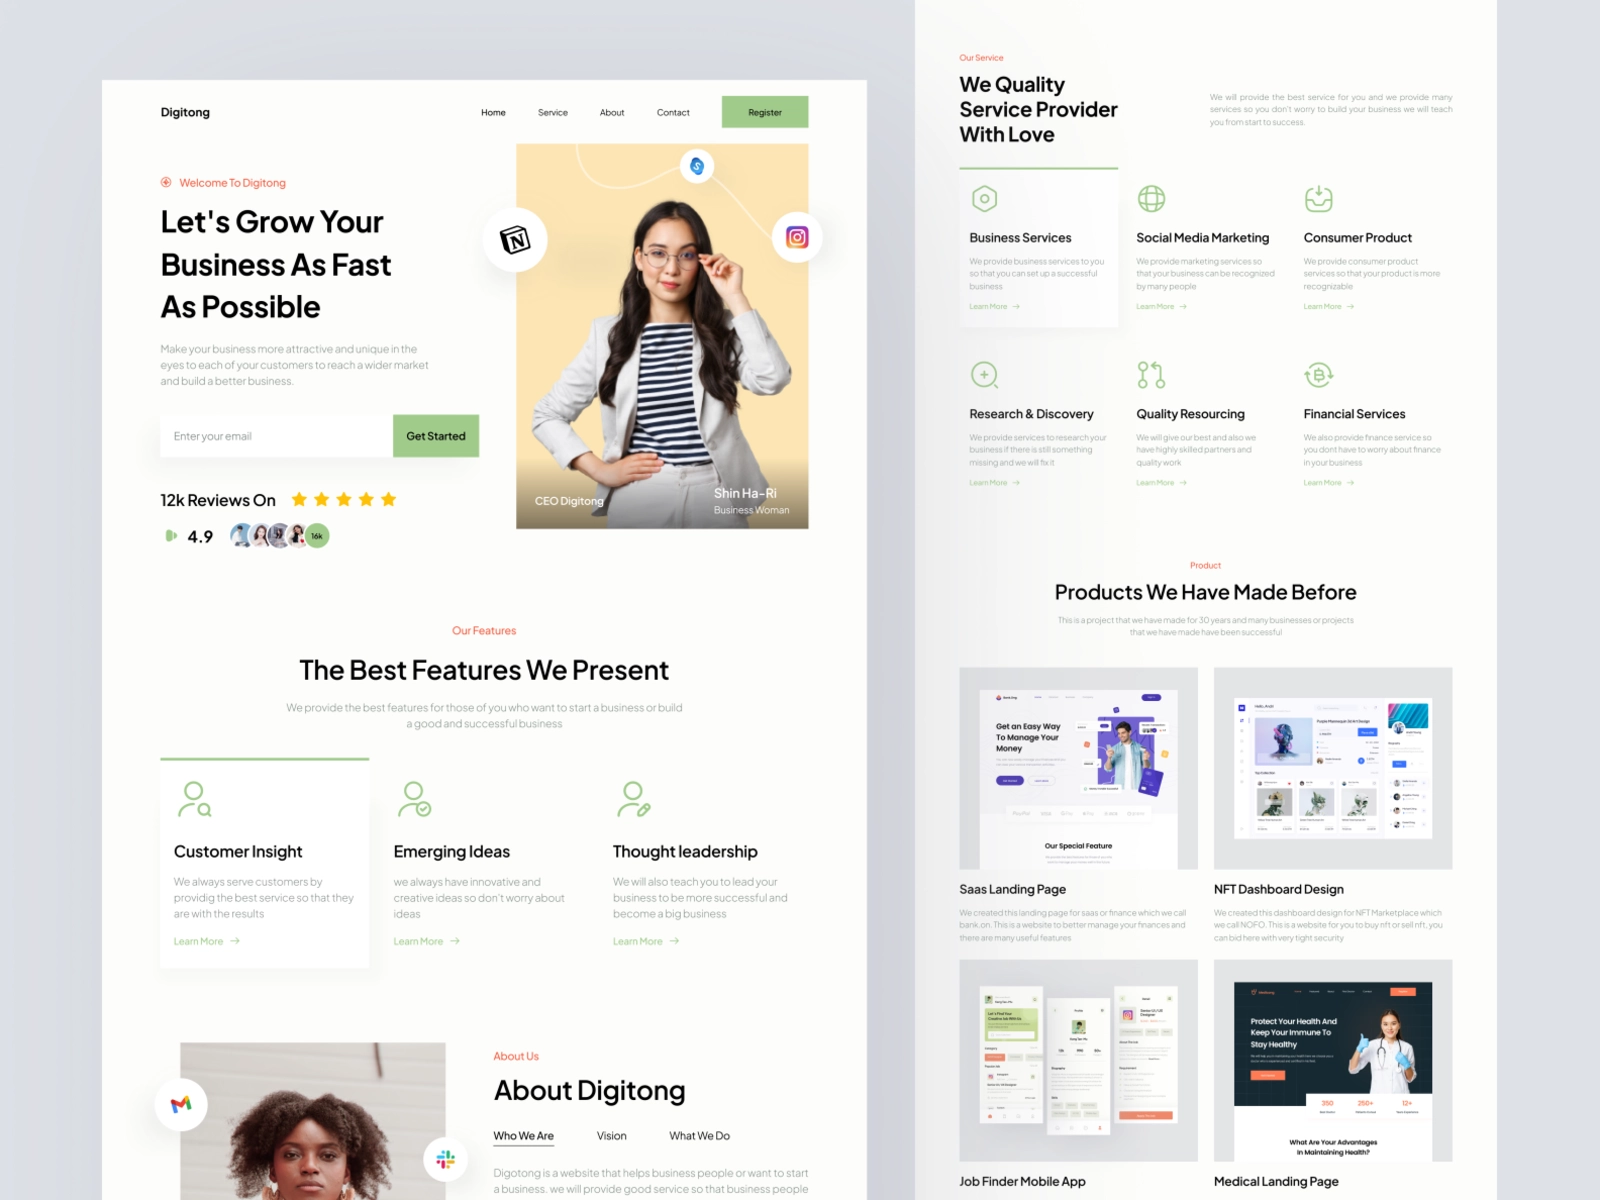 Digitong
Home
Service
About
Contact
Register
Welcome To Digitong
Let's Grow Your
Business As Fast
As Possible
Make your business more attractive and unique in the
eyes to each of your customers to reach a wider market
and build a better business.
Enter your email
Get Started
12k Reviews On
4.9
16k
CEO Digitong
Shin Ha-Ri
Business Woman
Our Features
The Best Features We Present
We provide the best features for those of you who want to start a business or build
a good and successful business
Customer Insight
We always serve customers by
providig the best service so that they
are with the results
Learn More
Emerging Ideas
we always have innovative and
creative ideas so don't worry about
ideas
Learn More
Thought leadership
We will also teach you to lead your
business to be more successful and
become a big business
Learn More
About Us
About Digitong
Who We Are
Vision
What We Do
Digitong is a website that helps business people or want to start
a business. we will provide good service so that business people
Our Service
We Quality
Service Provider
With Love
We will provide the best service for you and we provide many
services so you don't worry to build your business we will teach
you from start to success.
Business Services
We provide business services to you
so that you can set up a successful
business
Learn More
Social Media Marketing
We provide marketing services so
that your business can be recognized
by many people
Learn More
Consumer Product
We provide consumer product
services so that your product is more
recognizable
Learn More
Research & Discovery
We provide services to research your
business if there is still something
missing and we will fix it
Learn More
Quality Resourcing
We will give our best and also we
have highly skilled partners and
quality work
Learn More
Financial Services
We also provide finance service so
you dont have to worry about finance
in your business
Learn More
Product
Products We Have Made Before
This is a project that we have made for 30 years and many businesses or projects
that we have made have been successful
Get an Easy Way
To Manage Your
Money
Our Special Feature
Saas Landing Page
We created this landing page for saas or finance which we call
bank.on. This is a website to better manage your finances and
there are many useful features
NFT Dashboard Design
We created this dashboard design for NFT Marketplace which
we call NOFO. This is a website for you to buy nft or sell nft, you
can bid here with very tight security
Job Finder Mobile App
Protect Your Health And
Keep Your Immune To
Stay Healthy
350
250+
12+
What Are Your Advantages
In Maintaining Health?
Medical Landing Page